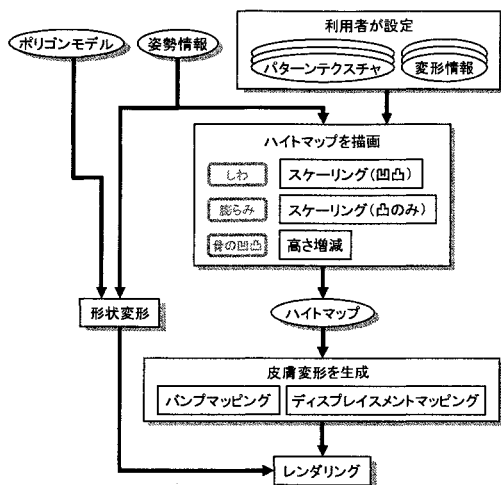 利用者が設定
ポリゴンモデル
姿勢情報
パターンテクスチャ
変形情報
ハイトマップを描画
しわ
スケーリング(凹凸)
膨らみ
スケーリング(凸のみ)
骨の凹凸
高さ増減
形状変形
ハイトマップ
皮膚変形を生成
バンプマッピング
ディスプレイスメントマッピング
レンダリング